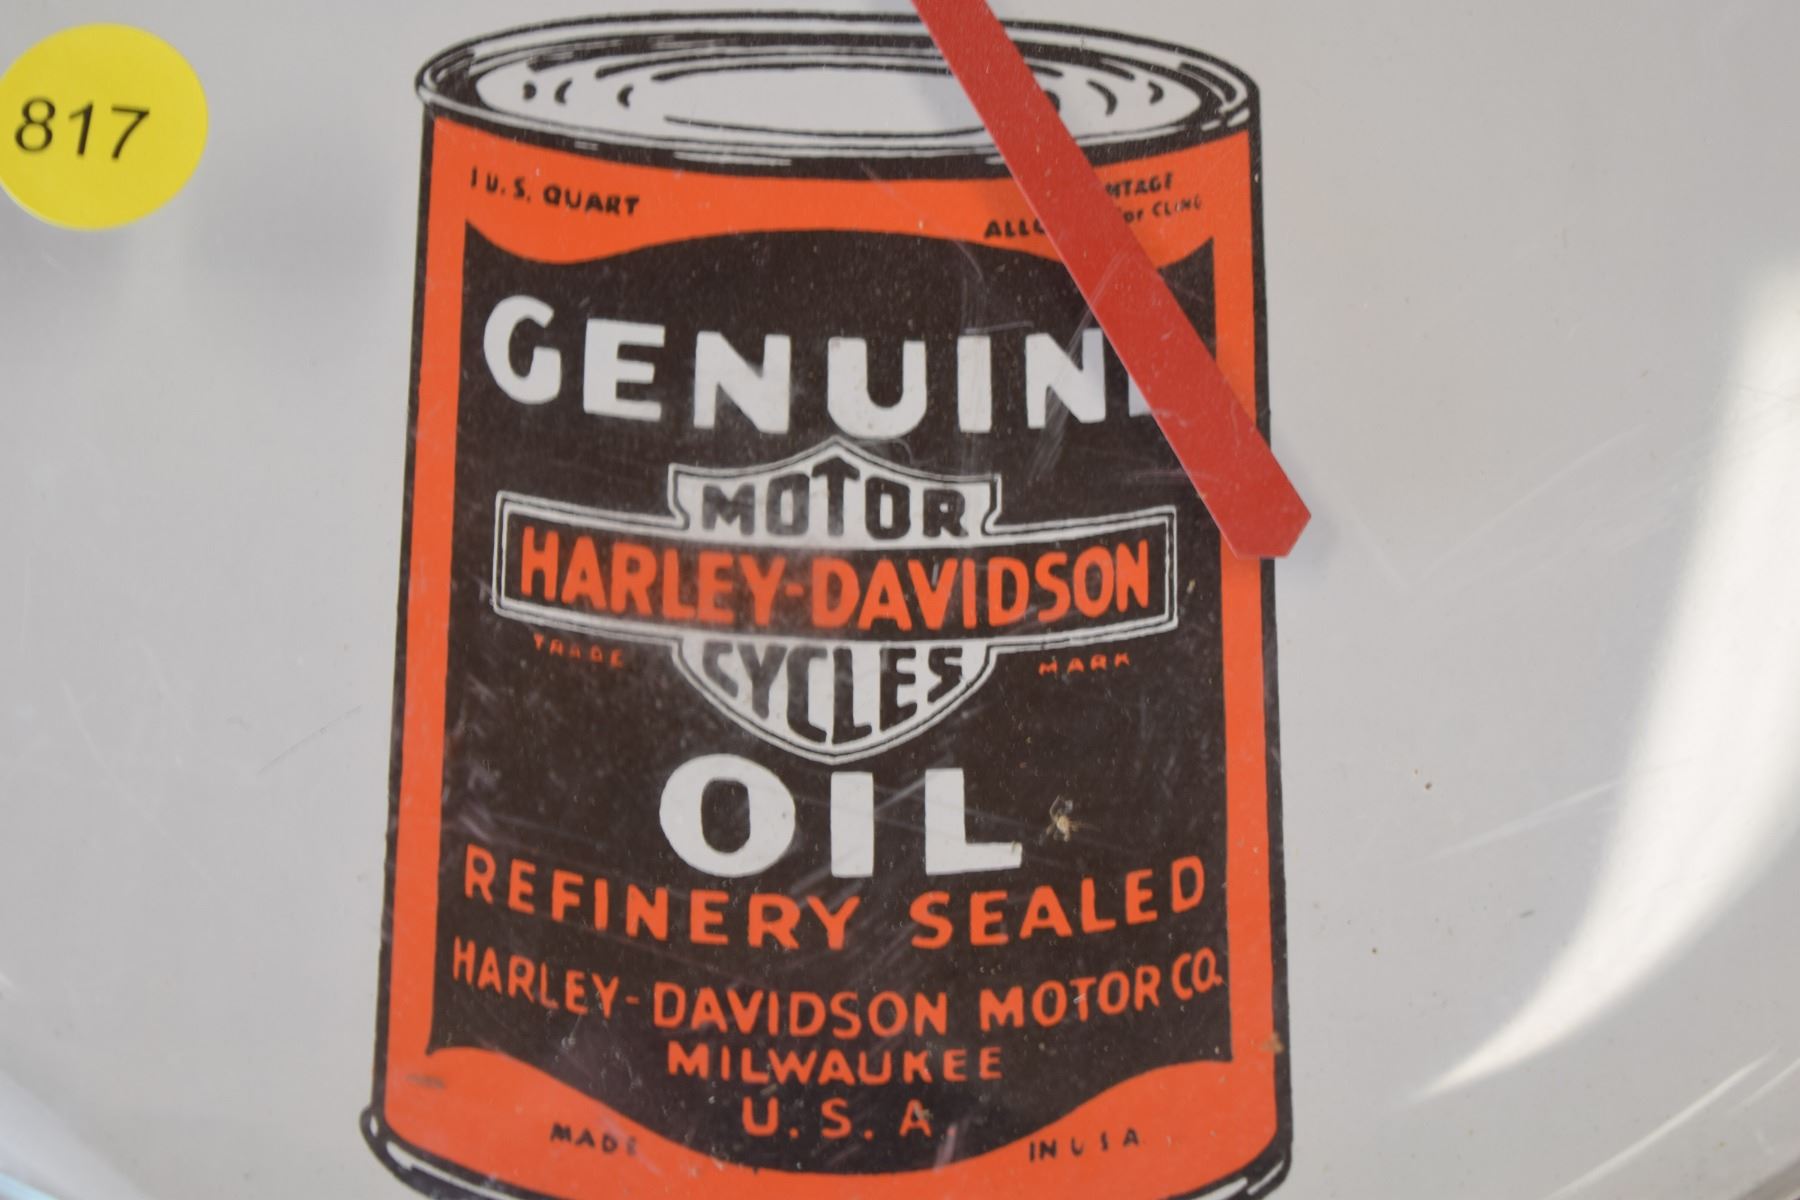 817
1 U.S. QUART
GENUIN
MOTOR
HARLEY-DAVIDSON
TRADE MARK
CYCLES
OIL
REFINERY SEALED
HARLEY-DAVIDSON MOTOR CO.
MILWAUKEE
U.S.A.
MADE IN U S A